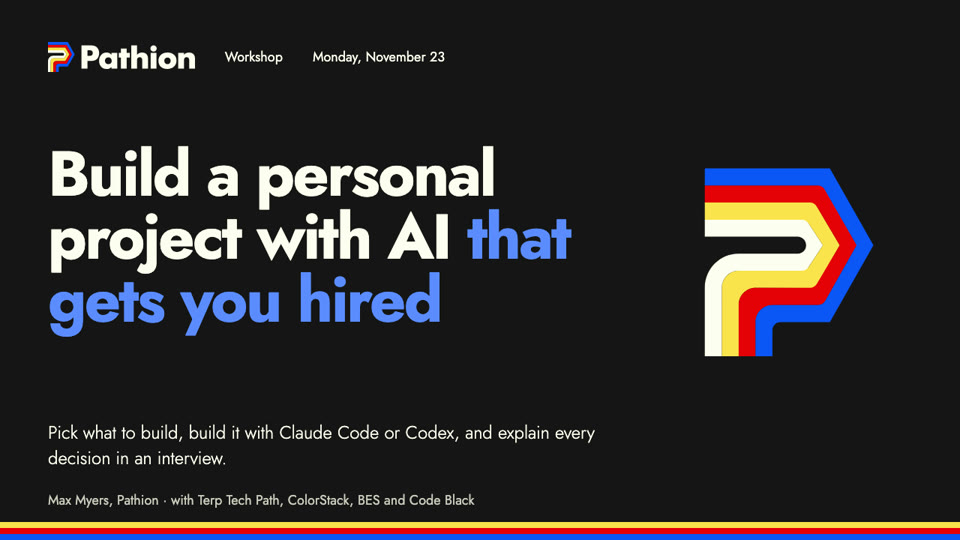 Pathion
Workshop
Monday, November 23
Build a personal
project with AI that
gets you hired
Pick what to build, build it with Claude Code or Codex, and explain every
decision in an interview.
Max Myers, Pathion · with Terp Tech Path, ColorStack, BES and Code Black